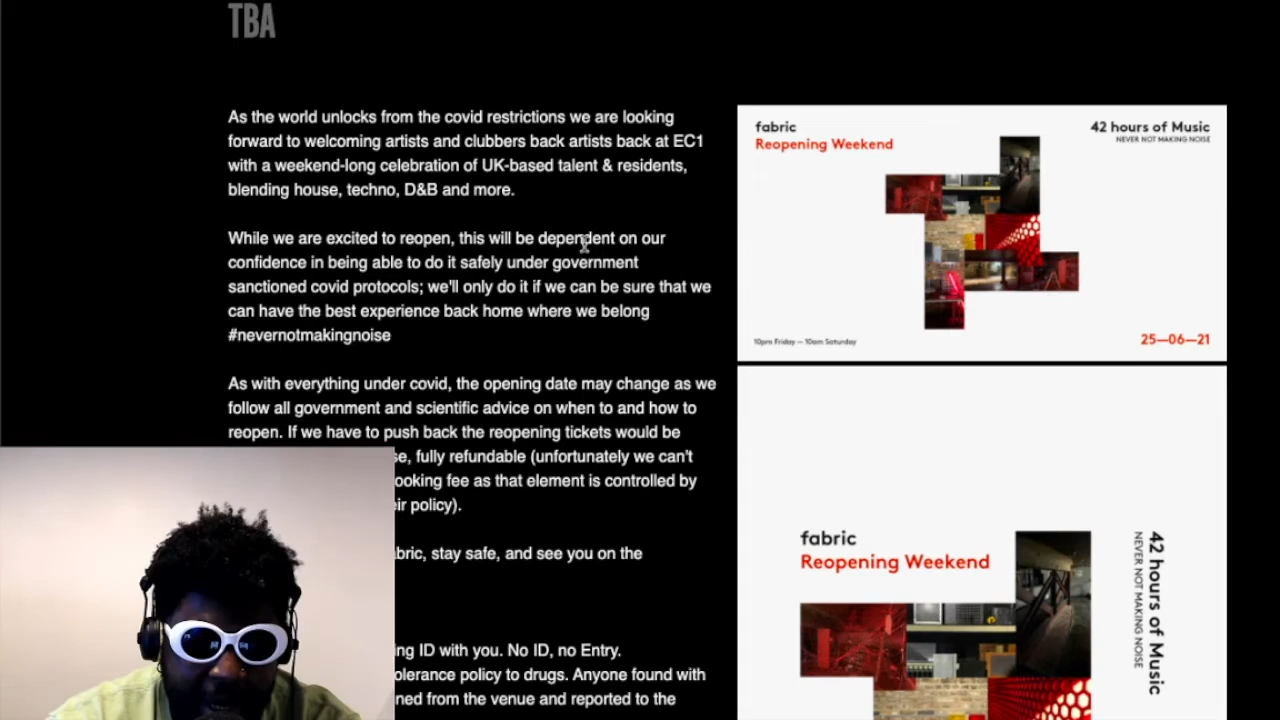 TBA
As the world unlocks from the covid restrictions we are looking
forward to welcoming artists and clubbers back artists back at EC1
with a weekend-long celebration of UK-based talent & residents,
blending house, techno, D&B and more.
While we are excited to reopen, this will be dependent on our
confidence in being able to do it safely under government
sanctioned covid protocols; we'll only do it if we can be sure that we
can have the best experience back home where we belong
#nevernotmakingnoise
As with everything under covid, the opening date may change as we
follow all government and scientific advice on when to and how to
reopen. If we have to push back the reopening tickets would be
se, fully refundable (unfortunately we can't
ooking fee as that element is controlled by
eir policy).
abric, stay safe, and see you on the
ing ID with you. No ID, no Entry.
olerance policy to drugs. Anyone found with
ned from the venue and reported to the
fabric
Reopening Weekend
42 hours of Music
NEVER NOT MAKING NOISE
10pm Friday — 10am Saturday
25—06—21
fabric
Reopening Weekend
42 hours of Music
NEVER NOT MAKING NOISE